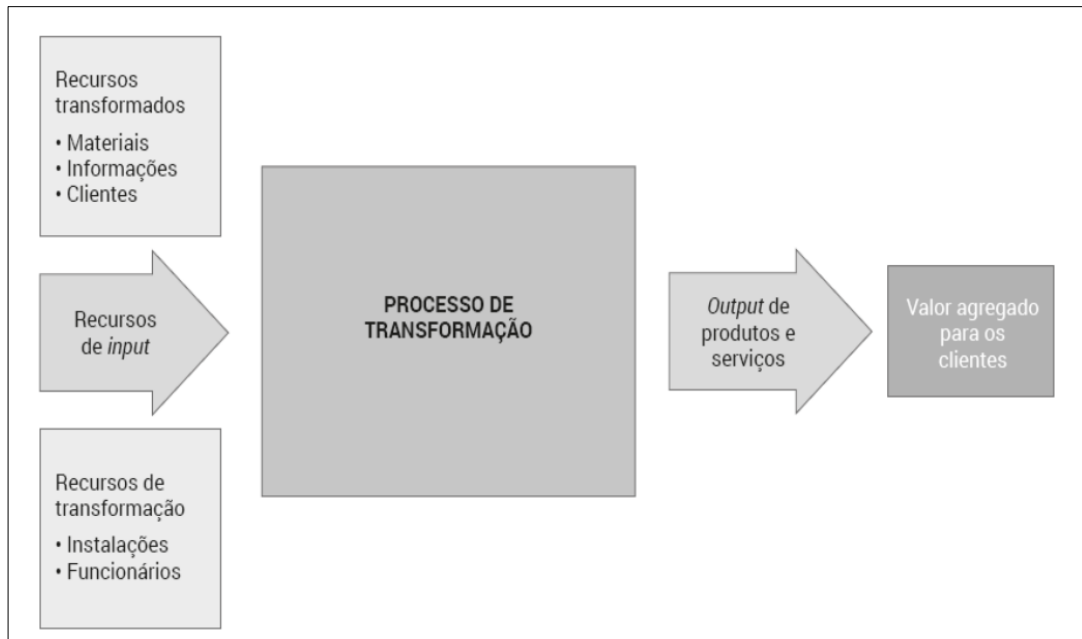 Recursos
transformados
• Materiais
• Informações
• Clientes
Recursos
de input
Recursos de
transformação
• Instalações
• Funcionários
PROCESSO DE
TRANSFORMAÇÃO
Output de
produtos e
serviços
Valor agregado
para os
clientes